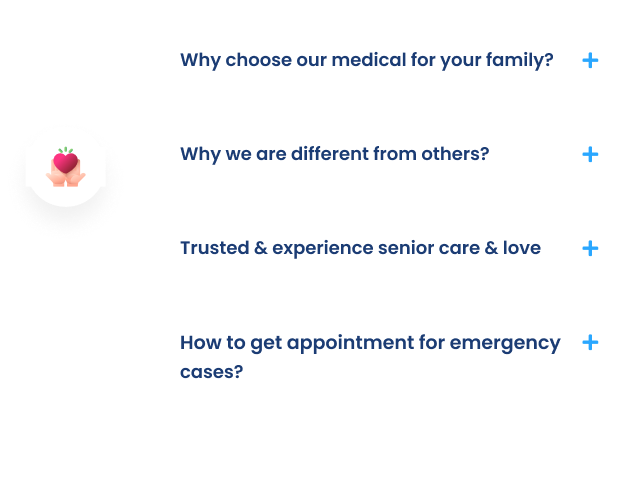 Why choose our medical for your family?
Why we are different from others?
Trusted & experience senior care & love
How to get appointment for emergency
cases?